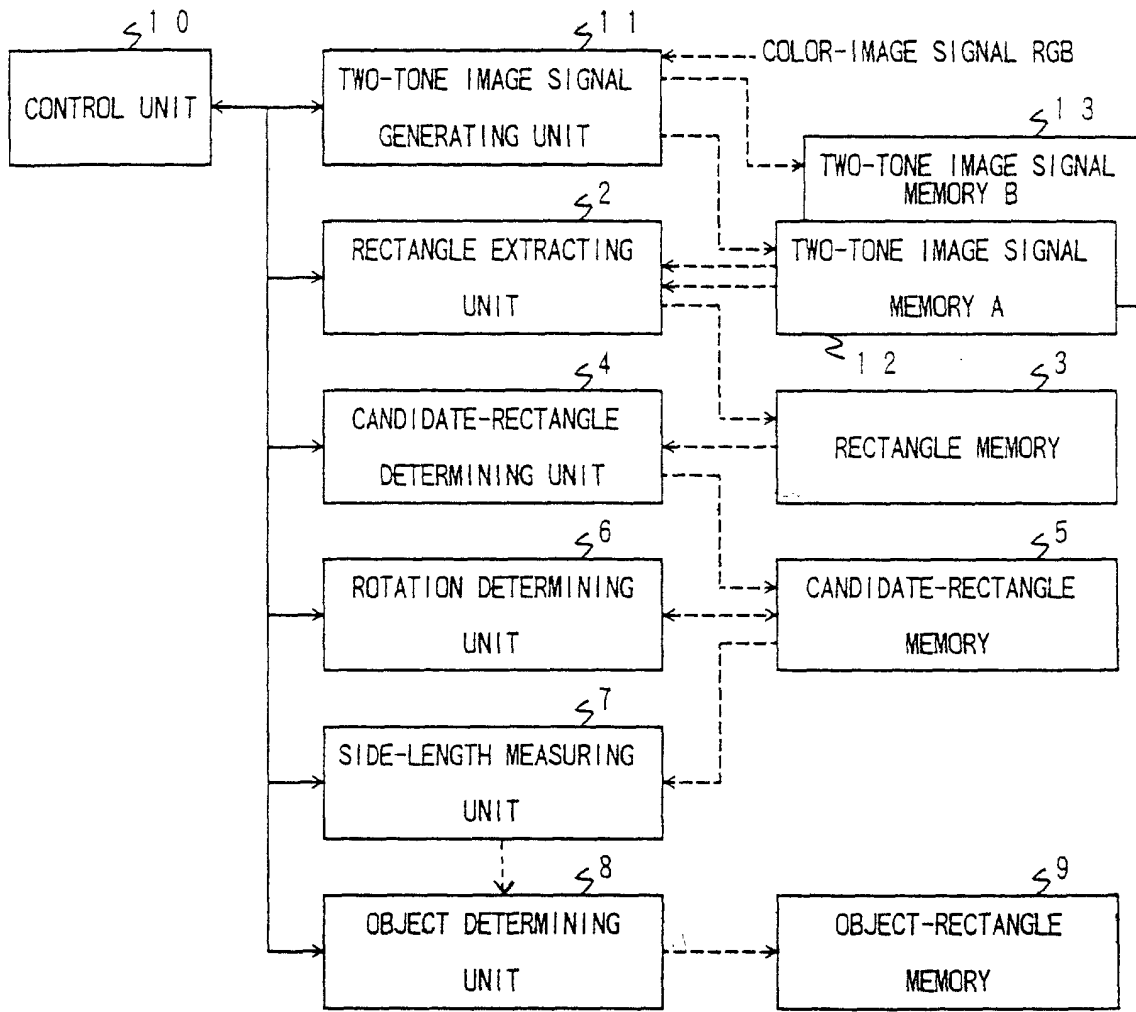 10
CONTROL UNIT
11
TWO-TONE IMAGE SIGNAL
GENERATING UNIT
COLOR-IMAGE SIGNAL RGB
13
TWO-TONE IMAGE SIGNAL
MEMORY B
2
RECTANGLE EXTRACTING
UNIT
TWO-TONE IMAGE SIGNAL
MEMORY A
12
4
CANDIDATE-RECTANGLE
DETERMINING UNIT
3
RECTANGLE MEMORY
6
ROTATION DETERMINING
UNIT
5
CANDIDATE-RECTANGLE
MEMORY
7
SIDE-LENGTH MEASURING
UNIT
8
OBJECT DETERMINING
UNIT
9
OBJECT-RECTANGLE
MEMORY